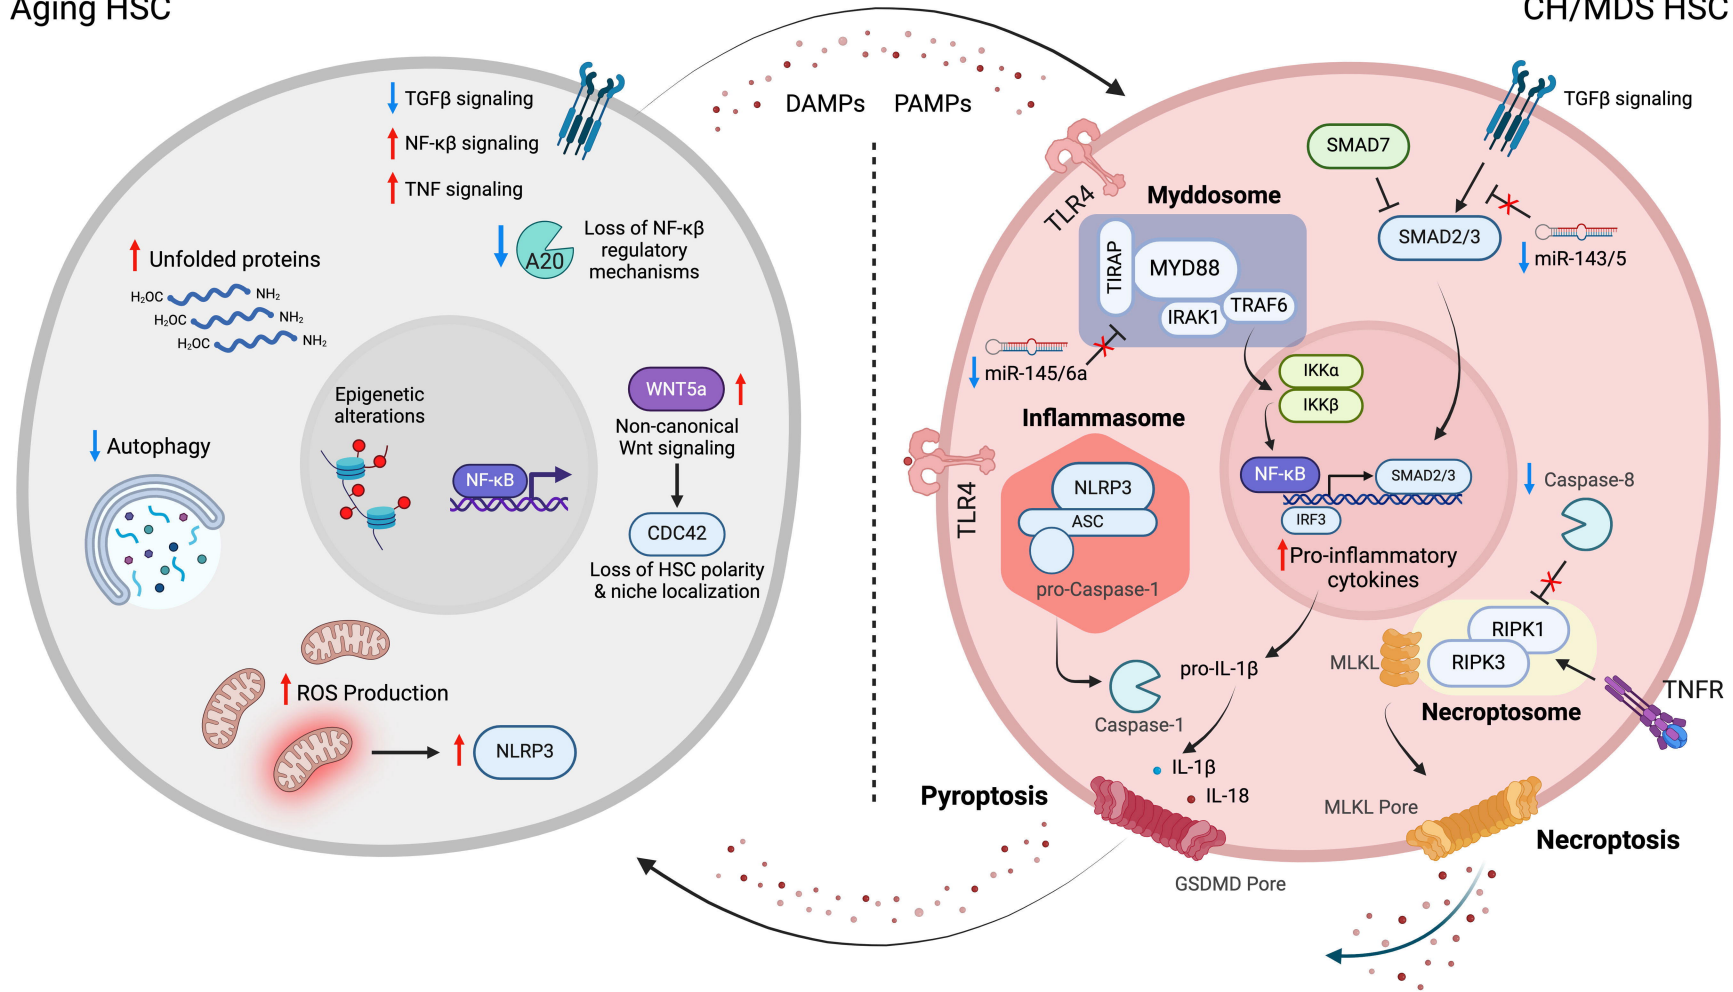 Aging HSC
CH/MDS HSC
TGFβ signaling
NF-κβ signaling
TNF signaling
A20
Loss of NF-κβ
regulatory
mechanisms
Unfolded proteins
H₂OC NH₂
H₂OC NH₂
H₂OC NH₂
Epigenetic
alterations
NF-κB
WNT5a
Non-canonical
Wnt signaling
CDC42
Loss of HSC polarity
& niche localization
Autophagy
ROS Production
NLRP3
DAMPs PAMPs
TLR4
Myddosome
TIRAP
MYD88
IRAK1
TRAF6
miR-145/6a
SMAD7
TGFβ signaling
SMAD2/3
miR-143/5
IKKα
IKKβ
NF-κB
SMAD2/3
IRF3
Pro-inflammatory
cytokines
TLR4
Inflammasome
NLRP3
ASC
pro-Caspase-1
Caspase-1
pro-IL-1β
IL-1β
IL-18
Pyroptosis
GSDMD Pore
Caspase-8
RIPK1
RIPK3
MLKL
Necroptosome
TNFR
MLKL Pore
Necroptosis